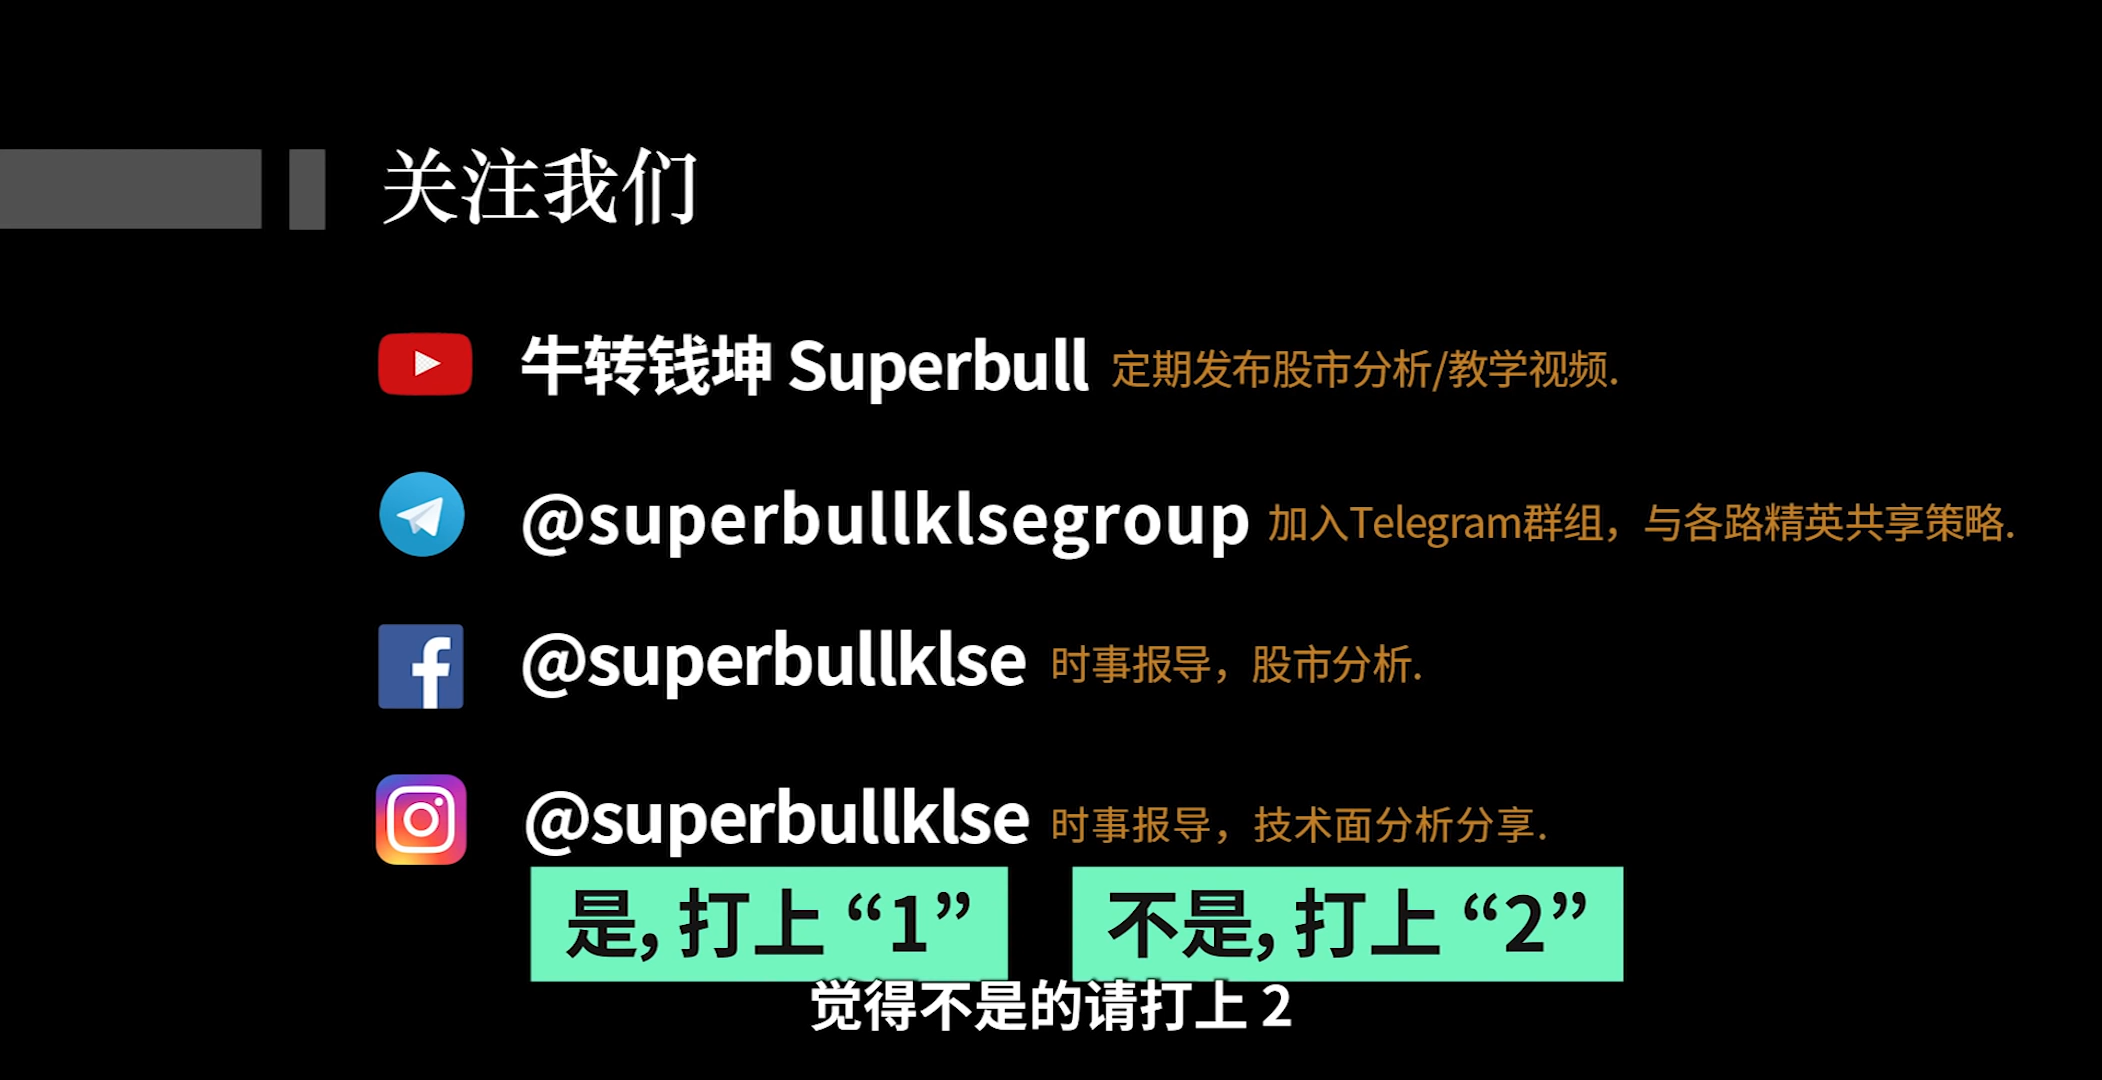 关注我们
牛转钱坤 Superbull 定期发布股市分析/教学视频.
@superbullklsegroup 加入Telegram群组，与各路精英共享策略.
@superbullklse 时事报导，股市分析.
@superbullklse 时事报导，技术面分析分享.
是, 打上 “1” 不是, 打上 “2”
觉得不是的请打上 2